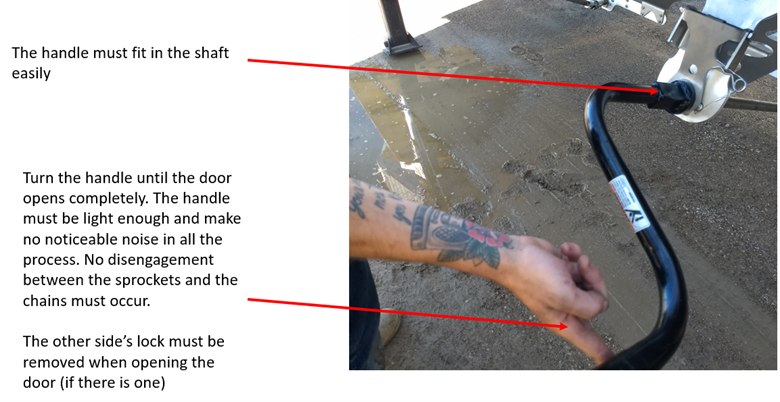 The handle must fit in the shaft
easily
Turn the handle until the door
opens completely. The handle
must be light enough and make
no noticeable noise in all the
process. No disengagement
between the sprockets and the
chains must occur.
The other side’s lock must be
removed when opening the
door (if there is one)